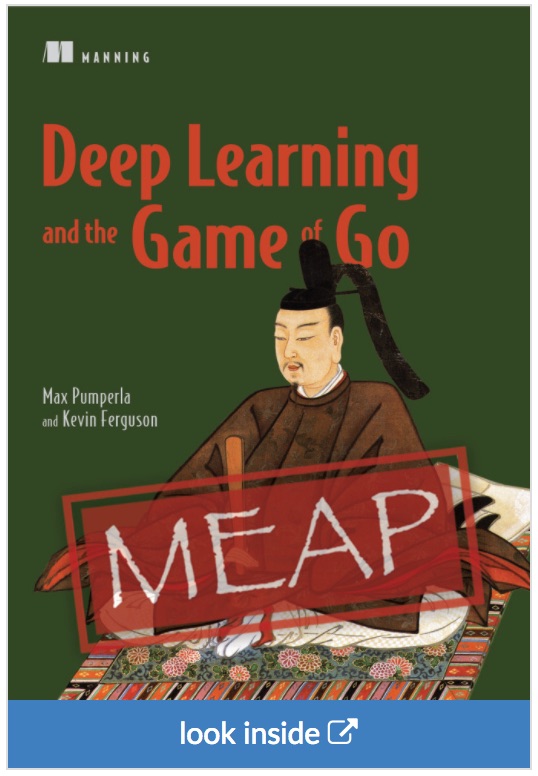 MANNING
Deep Learning
and the Game of Go
Max Pumperla
and Kevin Ferguson
MEAP
look inside